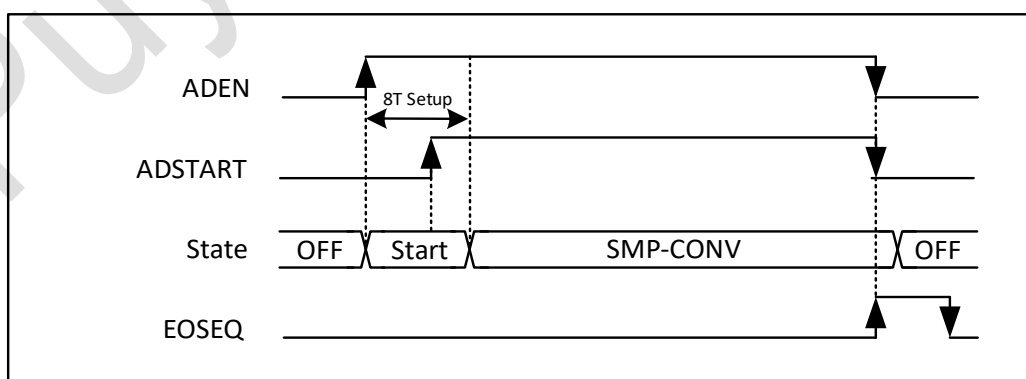 ADEN
8T Setup
ADSTART
State OFF Start SMP-CONV OFF
EOSEQ